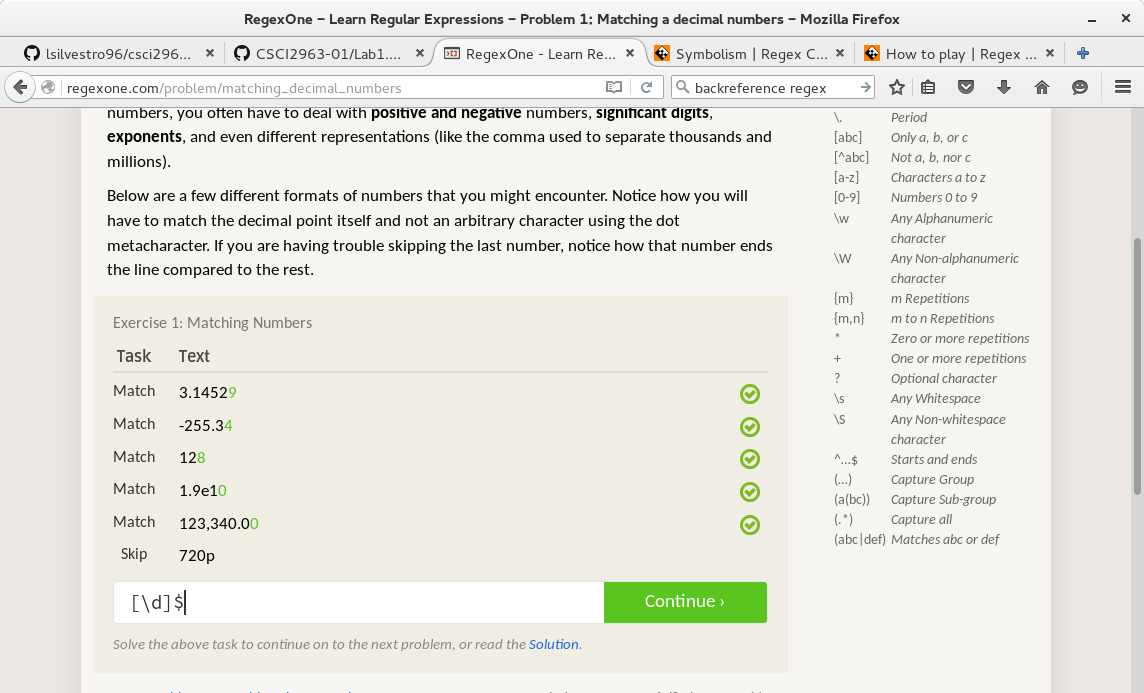 RegexOne – Learn Regular Expressions – Problem 1: Matching a decimal numbers – Mozilla Firefox
lsilvestro96/csci296... ×
CSCI2963-01/Lab1.... ×
RegexOne - Learn Re... ×
Symbolism | Regex C... ×
How to play | Regex ... ×
regexone.com/problem/matching_decimal_numbers
backreference regex
numbers, you often have to deal with positive and negative numbers, significant digits,
exponents, and even different representations (like the comma used to separate thousands and
millions).
Below are a few different formats of numbers that you might encounter. Notice how you will
have to match the decimal point itself and not an arbitrary character using the dot
metacharacter. If you are having trouble skipping the last number, notice how that number ends
the line compared to the rest.
Exercise 1: Matching Numbers
Task Text
Match 3.14529
Match -255.34
Match 128
Match 1.9e10
Match 123,340.00
Skip 720p
[\d]$
Continue ›
Solve the above task to continue on to the next problem, or read the Solution.
\. Period
[abc] Only a, b, or c
[^abc] Not a, b, nor c
[a-z] Characters a to z
[0-9] Numbers 0 to 9
\w Any Alphanumeric
character
\W Any Non-alphanumeric
character
{m} m Repetitions
{m,n} m to n Repetitions
* Zero or more repetitions
+ One or more repetitions
? Optional character
\s Any Whitespace
\S Any Non-whitespace
character
^...$ Starts and ends
(...) Capture Group
(a(bc)) Capture Sub-group
(.*) Capture all
(abc|def) Matches abc or def